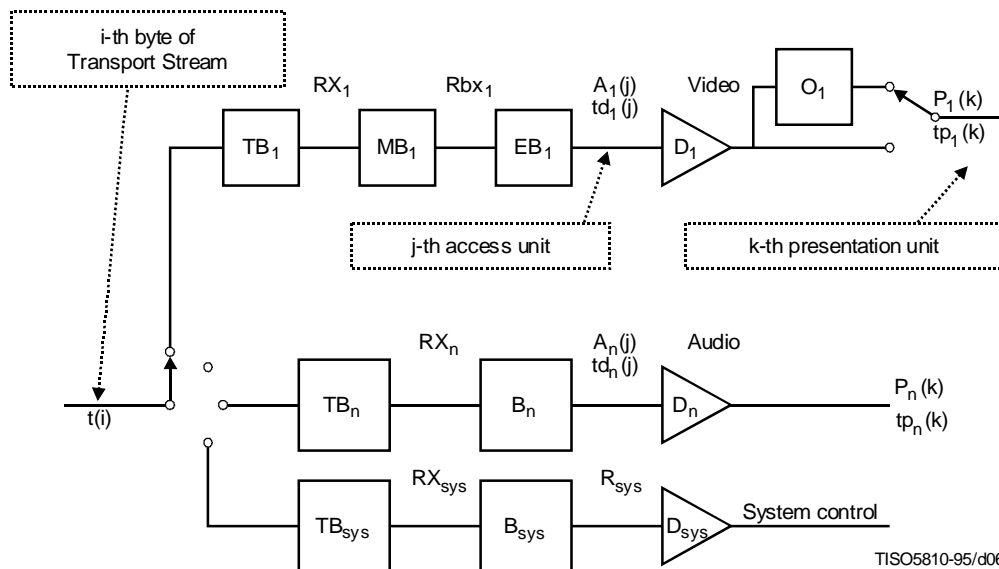 i-th byte of
Transport Stream
RX1
Rbx1
A1(j)
td1(j)
Video
O1
P1(k)
tp1(k)
TB1
MB1
EB1
D1
j-th access unit
k-th presentation unit
RXn
An(j)
tdn(j)
Audio
t(i)
TBn
Bn
Dn
Pn(k)
tpn(k)
RXsys
Rsys
TBsys
Bsys
Dsys
System control
TISO5810-95/d06